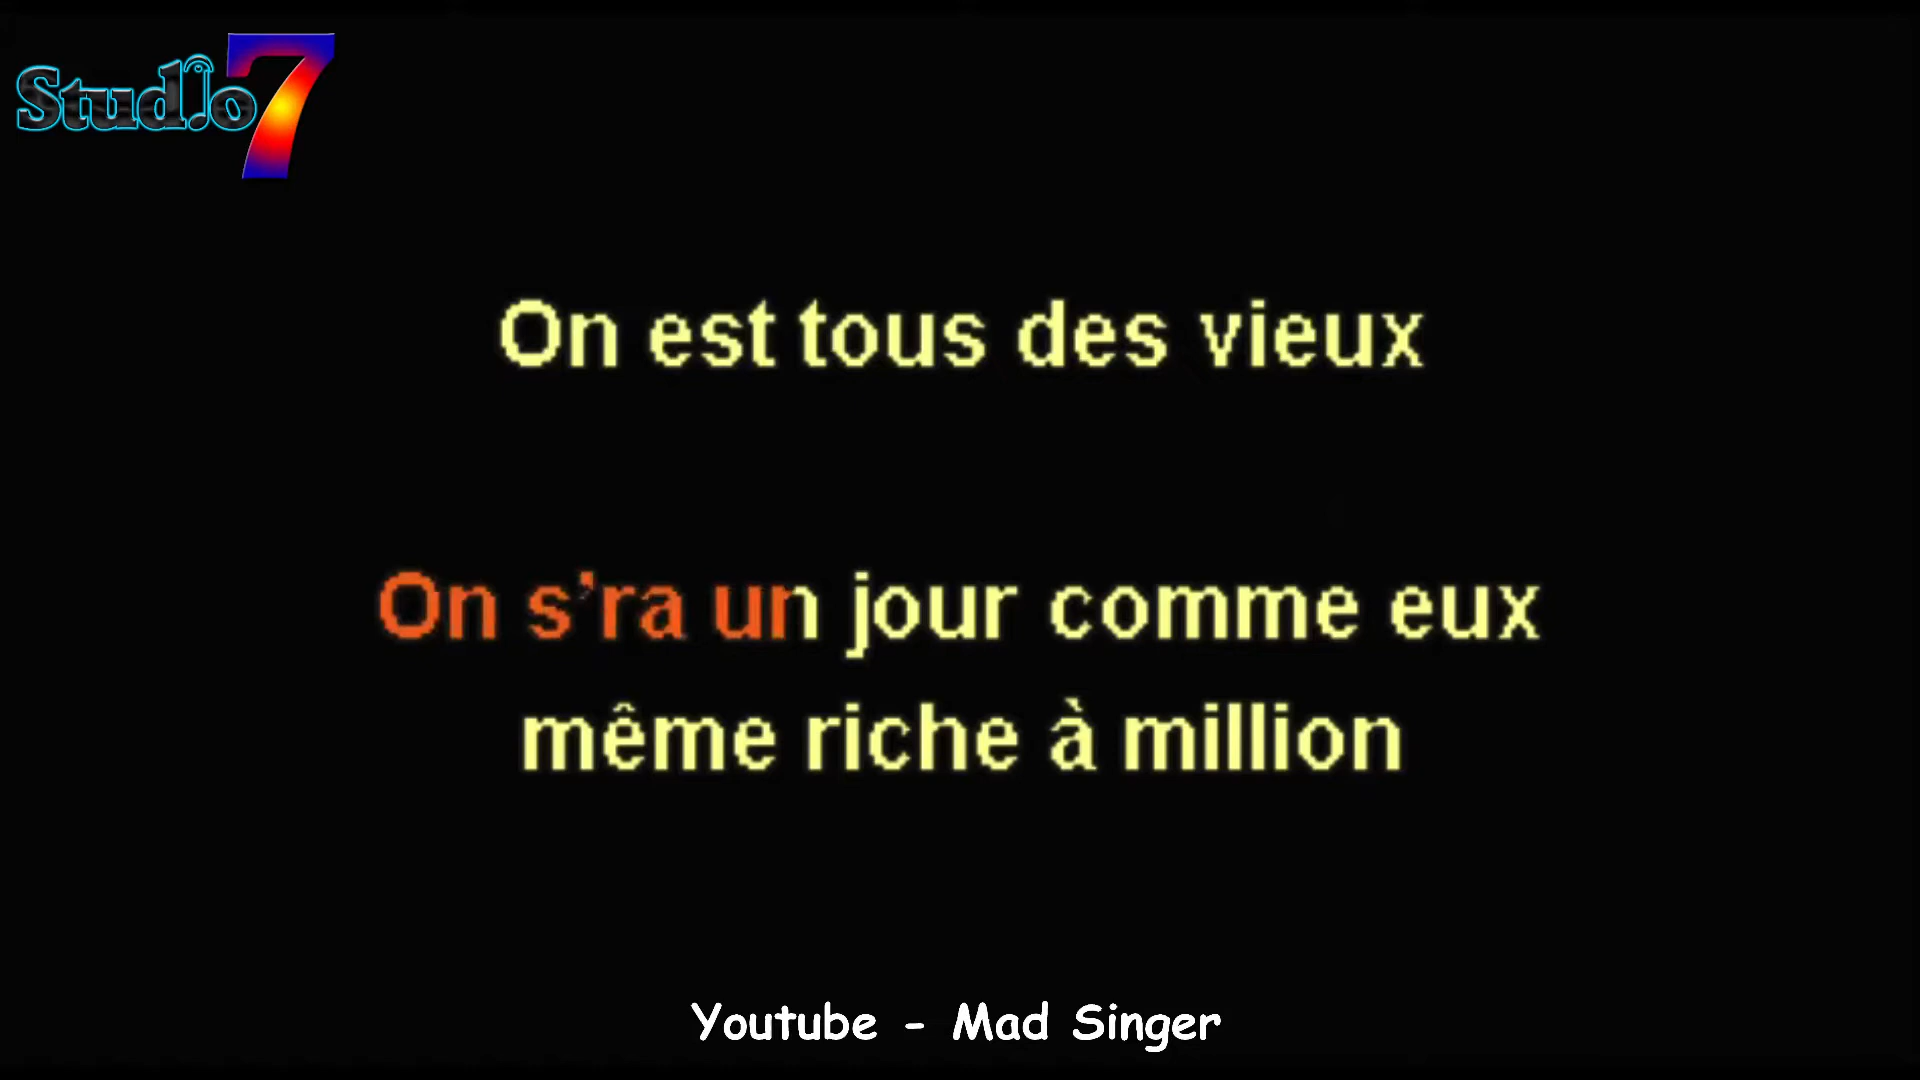 Studio7
On est tous des vieux
On s'ra un jour comme eux
même riche à million
Youtube - Mad Singer